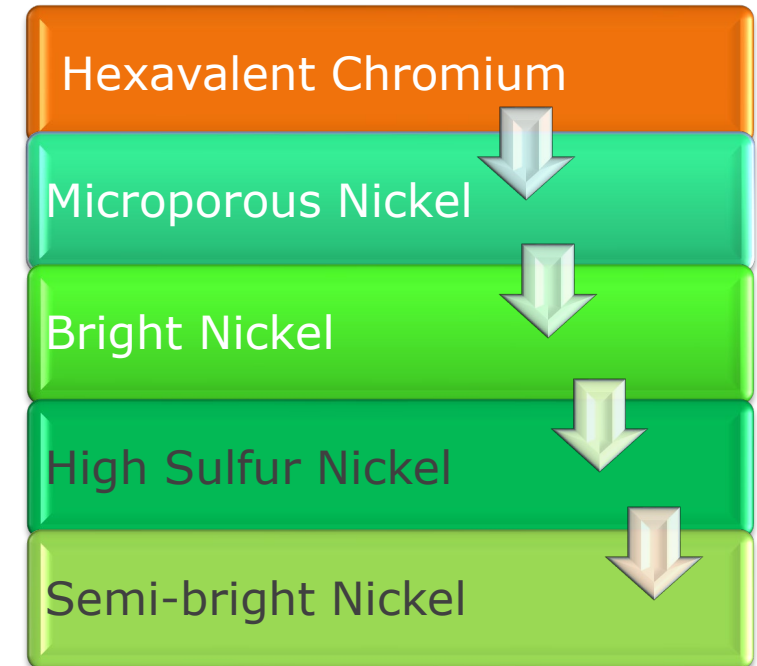 Hexavalent Chromium
Microporous Nickel
Bright Nickel
High Sulfur Nickel
Semi-bright Nickel